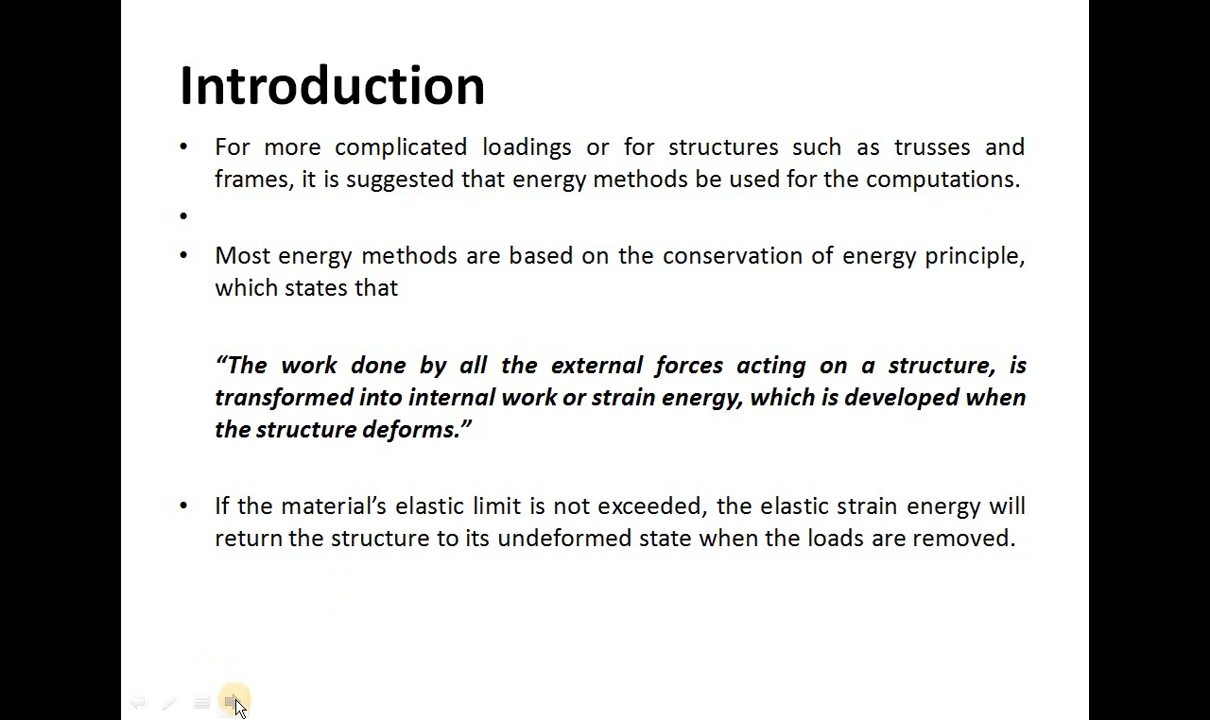 Introduction
• For more complicated loadings or for structures such as trusses and
frames, it is suggested that energy methods be used for the computations.
•
• Most energy methods are based on the conservation of energy principle,
which states that
“The work done by all the external forces acting on a structure, is
transformed into internal work or strain energy, which is developed when
the structure deforms.”
• If the material’s elastic limit is not exceeded, the elastic strain energy will
return the structure to its undeformed state when the loads are removed.